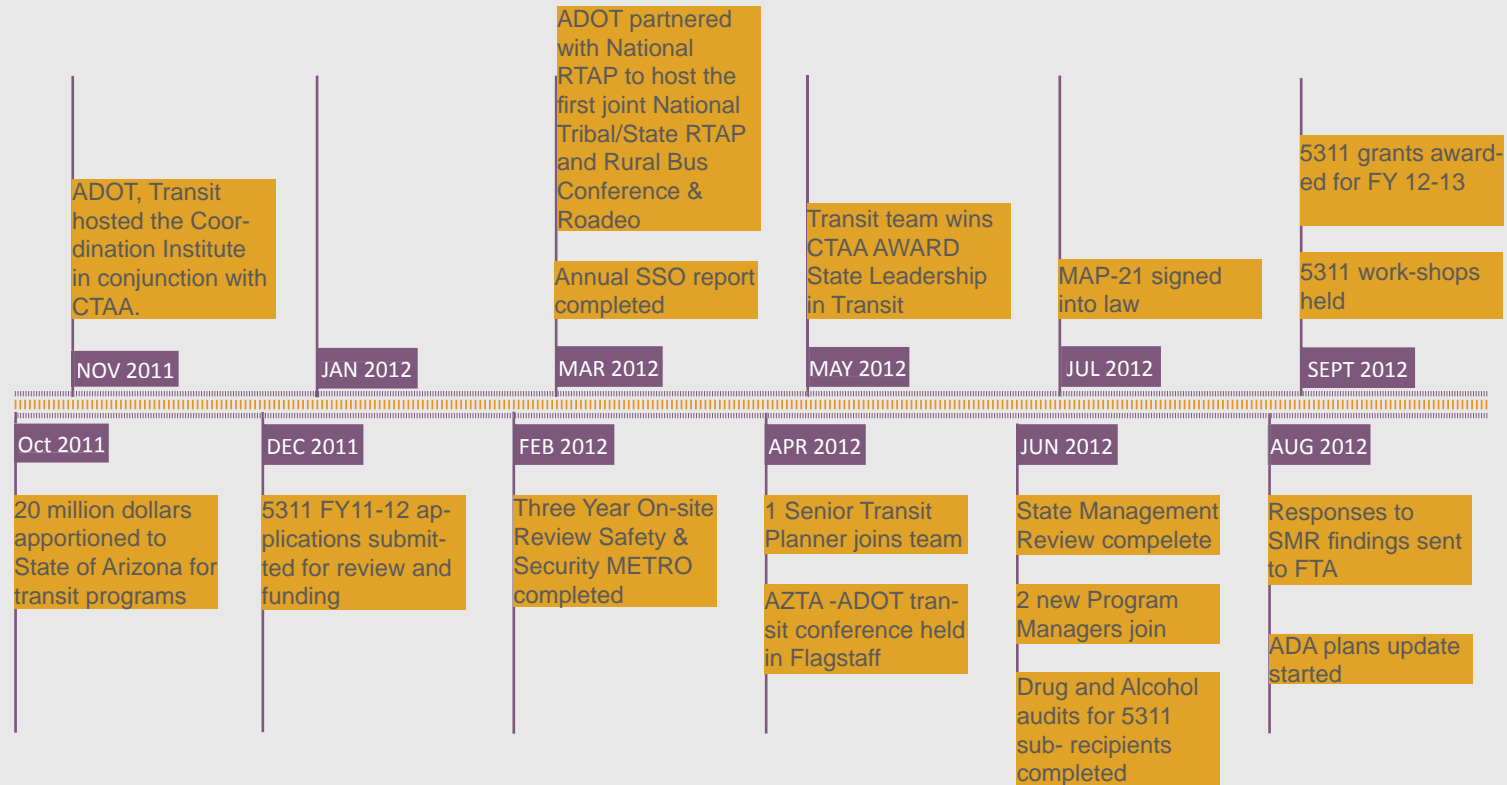 ADOT, Transit
hosted the Coor-
dination Institute
in conjunction with
CTAA.
NOV 2011
JAN 2012
ADOT partnered
with National
RTAP to host the
first joint National
Tribal/State RTAP
and Rural Bus
Conference &
Roadeo
Annual SSO report
completed
MAR 2012
Transit team wins
CTAA AWARD
State Leadership
in Transit
MAY 2012
MAP-21 signed
into law
JUL 2012
5311 grants award-
ed for FY 12-13
5311 work-shops
held
SEPT 2012
Oct 2011
20 million dollars
apportioned to
State of Arizona for
transit programs
DEC 2011
5311 FY11-12 ap-
plications submit-
ted for review and
funding
FEB 2012
Three Year On-site
Review Safety &
Security METRO
completed
APR 2012
1 Senior Transit
Planner joins team
AZTA -ADOT tran-
sit conference held
in Flagstaff
JUN 2012
State Management
Review compelete
2 new Program
Managers join
Drug and Alcohol
audits for 5311
sub- recipients
completed
AUG 2012
Responses to
SMR findings sent
to FTA
ADA plans update
started